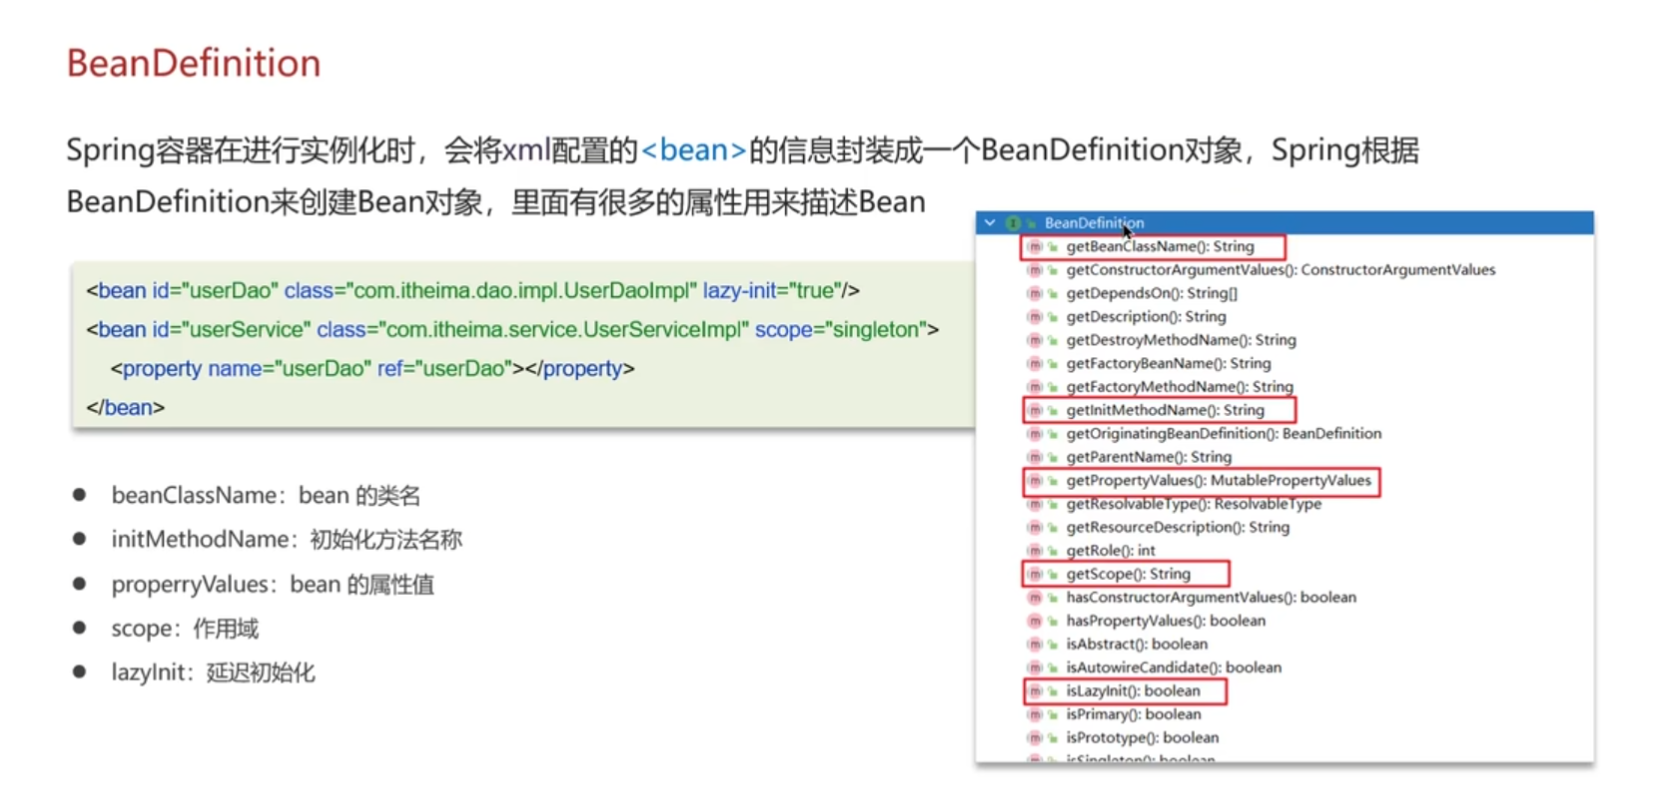 BeanDefinition
Spring容器在进行实例化时，会将xml配置的<bean>的信息封装成一个BeanDefinition对象，Spring根据
BeanDefinition来创建Bean对象，里面有很多的属性用来描述Bean
<bean id="userDao" class="com.itheima.dao.impl.UserDaoImpl" lazy-init="true"/>
<bean id="userService" class="com.itheima.service.UserServiceImpl" scope="singleton">
<property name="userDao" ref="userDao"></property>
</bean>
● beanClassName：bean 的类名
● initMethodName：初始化方法名称
● properryValues：bean 的属性值
● scope：作用域
● lazyInit：延迟初始化
BeanDefinition
getBeanClassName(): String
getConstructorArgumentValues(): ConstructorArgumentValues
getDependsOn(): String[]
getDescription(): String
getDestroyMethodName(): String
getFactoryBeanName(): String
getFactoryMethodName(): String
getInitMethodName(): String
getOriginatingBeanDefinition(): BeanDefinition
getParentName(): String
getPropertyValues(): MutablePropertyValues
getResolvableType(): ResolvableType
getResourceDescription(): String
getRole(): int
getScope(): String
hasConstructorArgumentValues(): boolean
hasPropertyValues(): boolean
isAbstract(): boolean
isAutowireCandidate(): boolean
isLazyInit(): boolean
isPrimary(): boolean
isPrototype(): boolean
isSingleton(): boolean